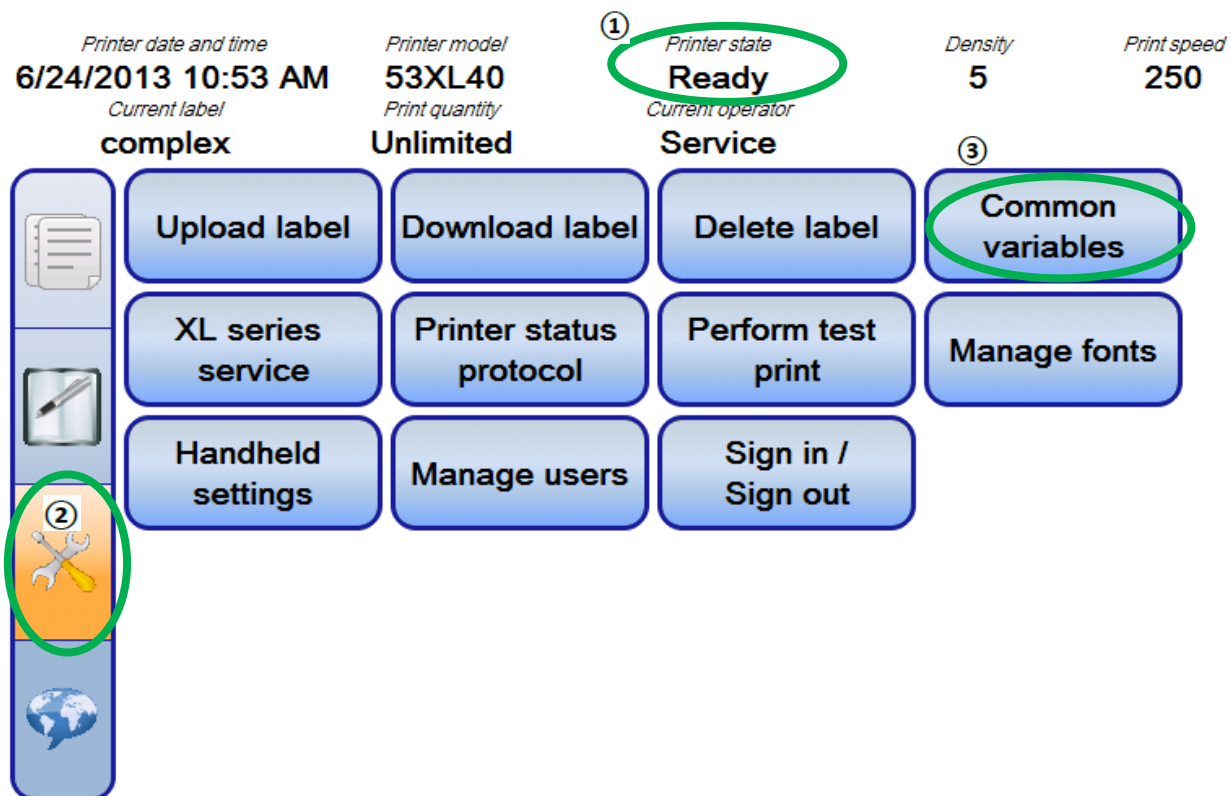 ①
Printer date and time Printer model Printer state Density Print speed
6/24/2013 10:53 AM 53XL40 Ready 5 250
Current label Print quantity Current operator
complex Unlimited Service
③
Upload label Download label Delete label Common variables
XL series service Printer status protocol Perform test print Manage fonts
Handheld settings Manage users Sign in / Sign out
②